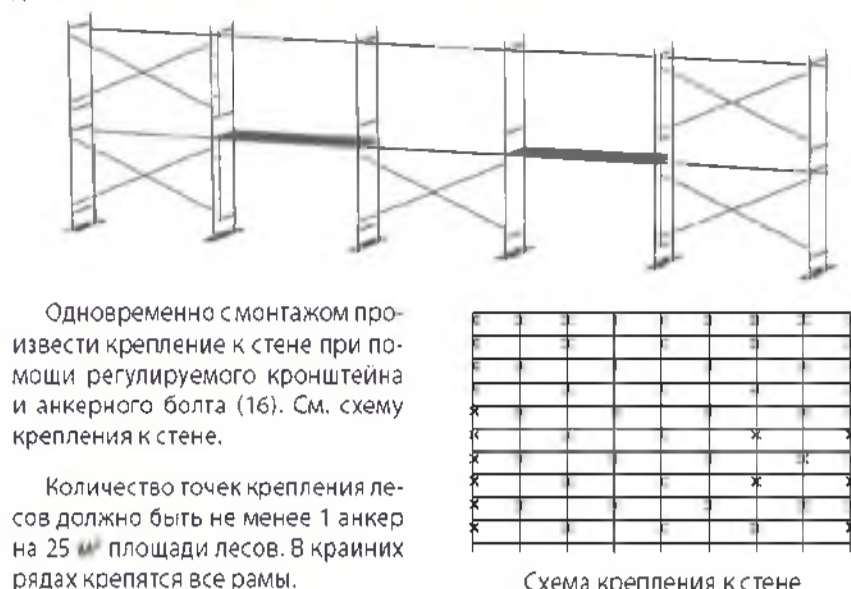 Одновременно с монтажом про-
извести крепление к стене при по-
мощи регулируемого кронштейна
и анкерного болта (16). См. схему
крепления к стене.
Количество точек крепления ле-
сов должно быть не менее 1 анкер
на 25 м² площади лесов. В крайних
рядах крепятся все рамы.
Схема крепления к стене